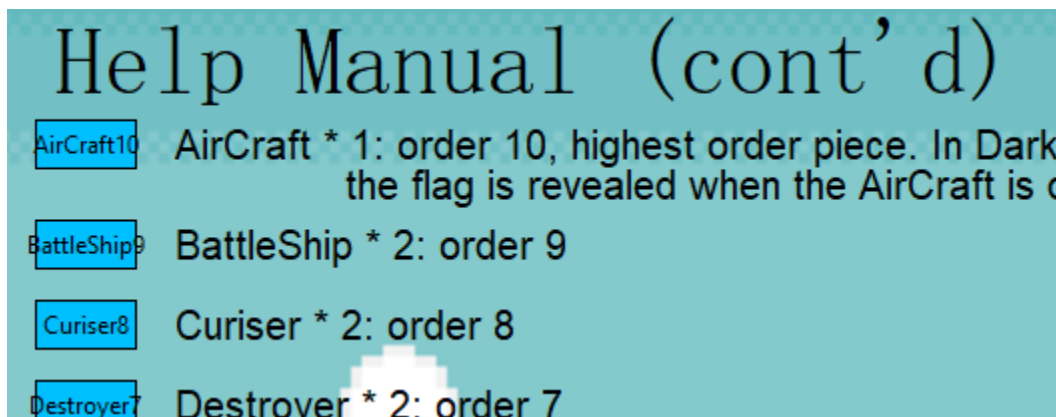 Help Manual (cont'd)
AirCraft10 AirCraft * 1: order 10, highest order piece. In Dark
the flag is revealed when the AirCraft is
BattleShip9 BattleShip * 2: order 9
Curiser8 Curiser * 2: order 8
Destroyer7 Destroyer * 2: order 7